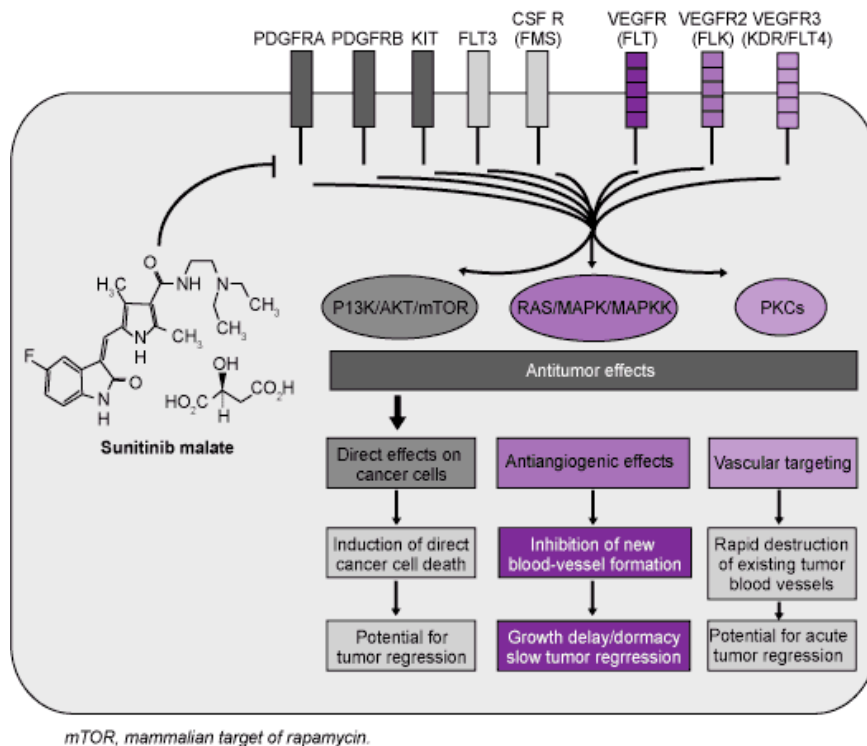 CSF R
VEGFR
VEGFR2
VEGFR3
PDGFRA
PDGFRB
KIT
FLT3
(FMS)
(FLT)
(FLK)
(KDR/FLT4)
O
NH
N
CH3
H3C
CH3
CH3
N
H
CH3
F
O
N
H
OH
HO2C
CO2H
H
Sunitinib malate
P13K/AKT/mTOR
RAS/MAPK/MAPKK
PKCs
Antitumor effects
Direct effects on
cancer cells
Antiangiogenic effects
Vascular targeting
Induction of direct
cancer cell death
Inhibition of new
blood-vessel formation
Rapid destruction
of existing tumor
blood vessels
Potential for
tumor regression
Growth delay/dormacy
slow tumor regrression
Potential for acute
tumor regression
mTOR, mammalian target of rapamycin.